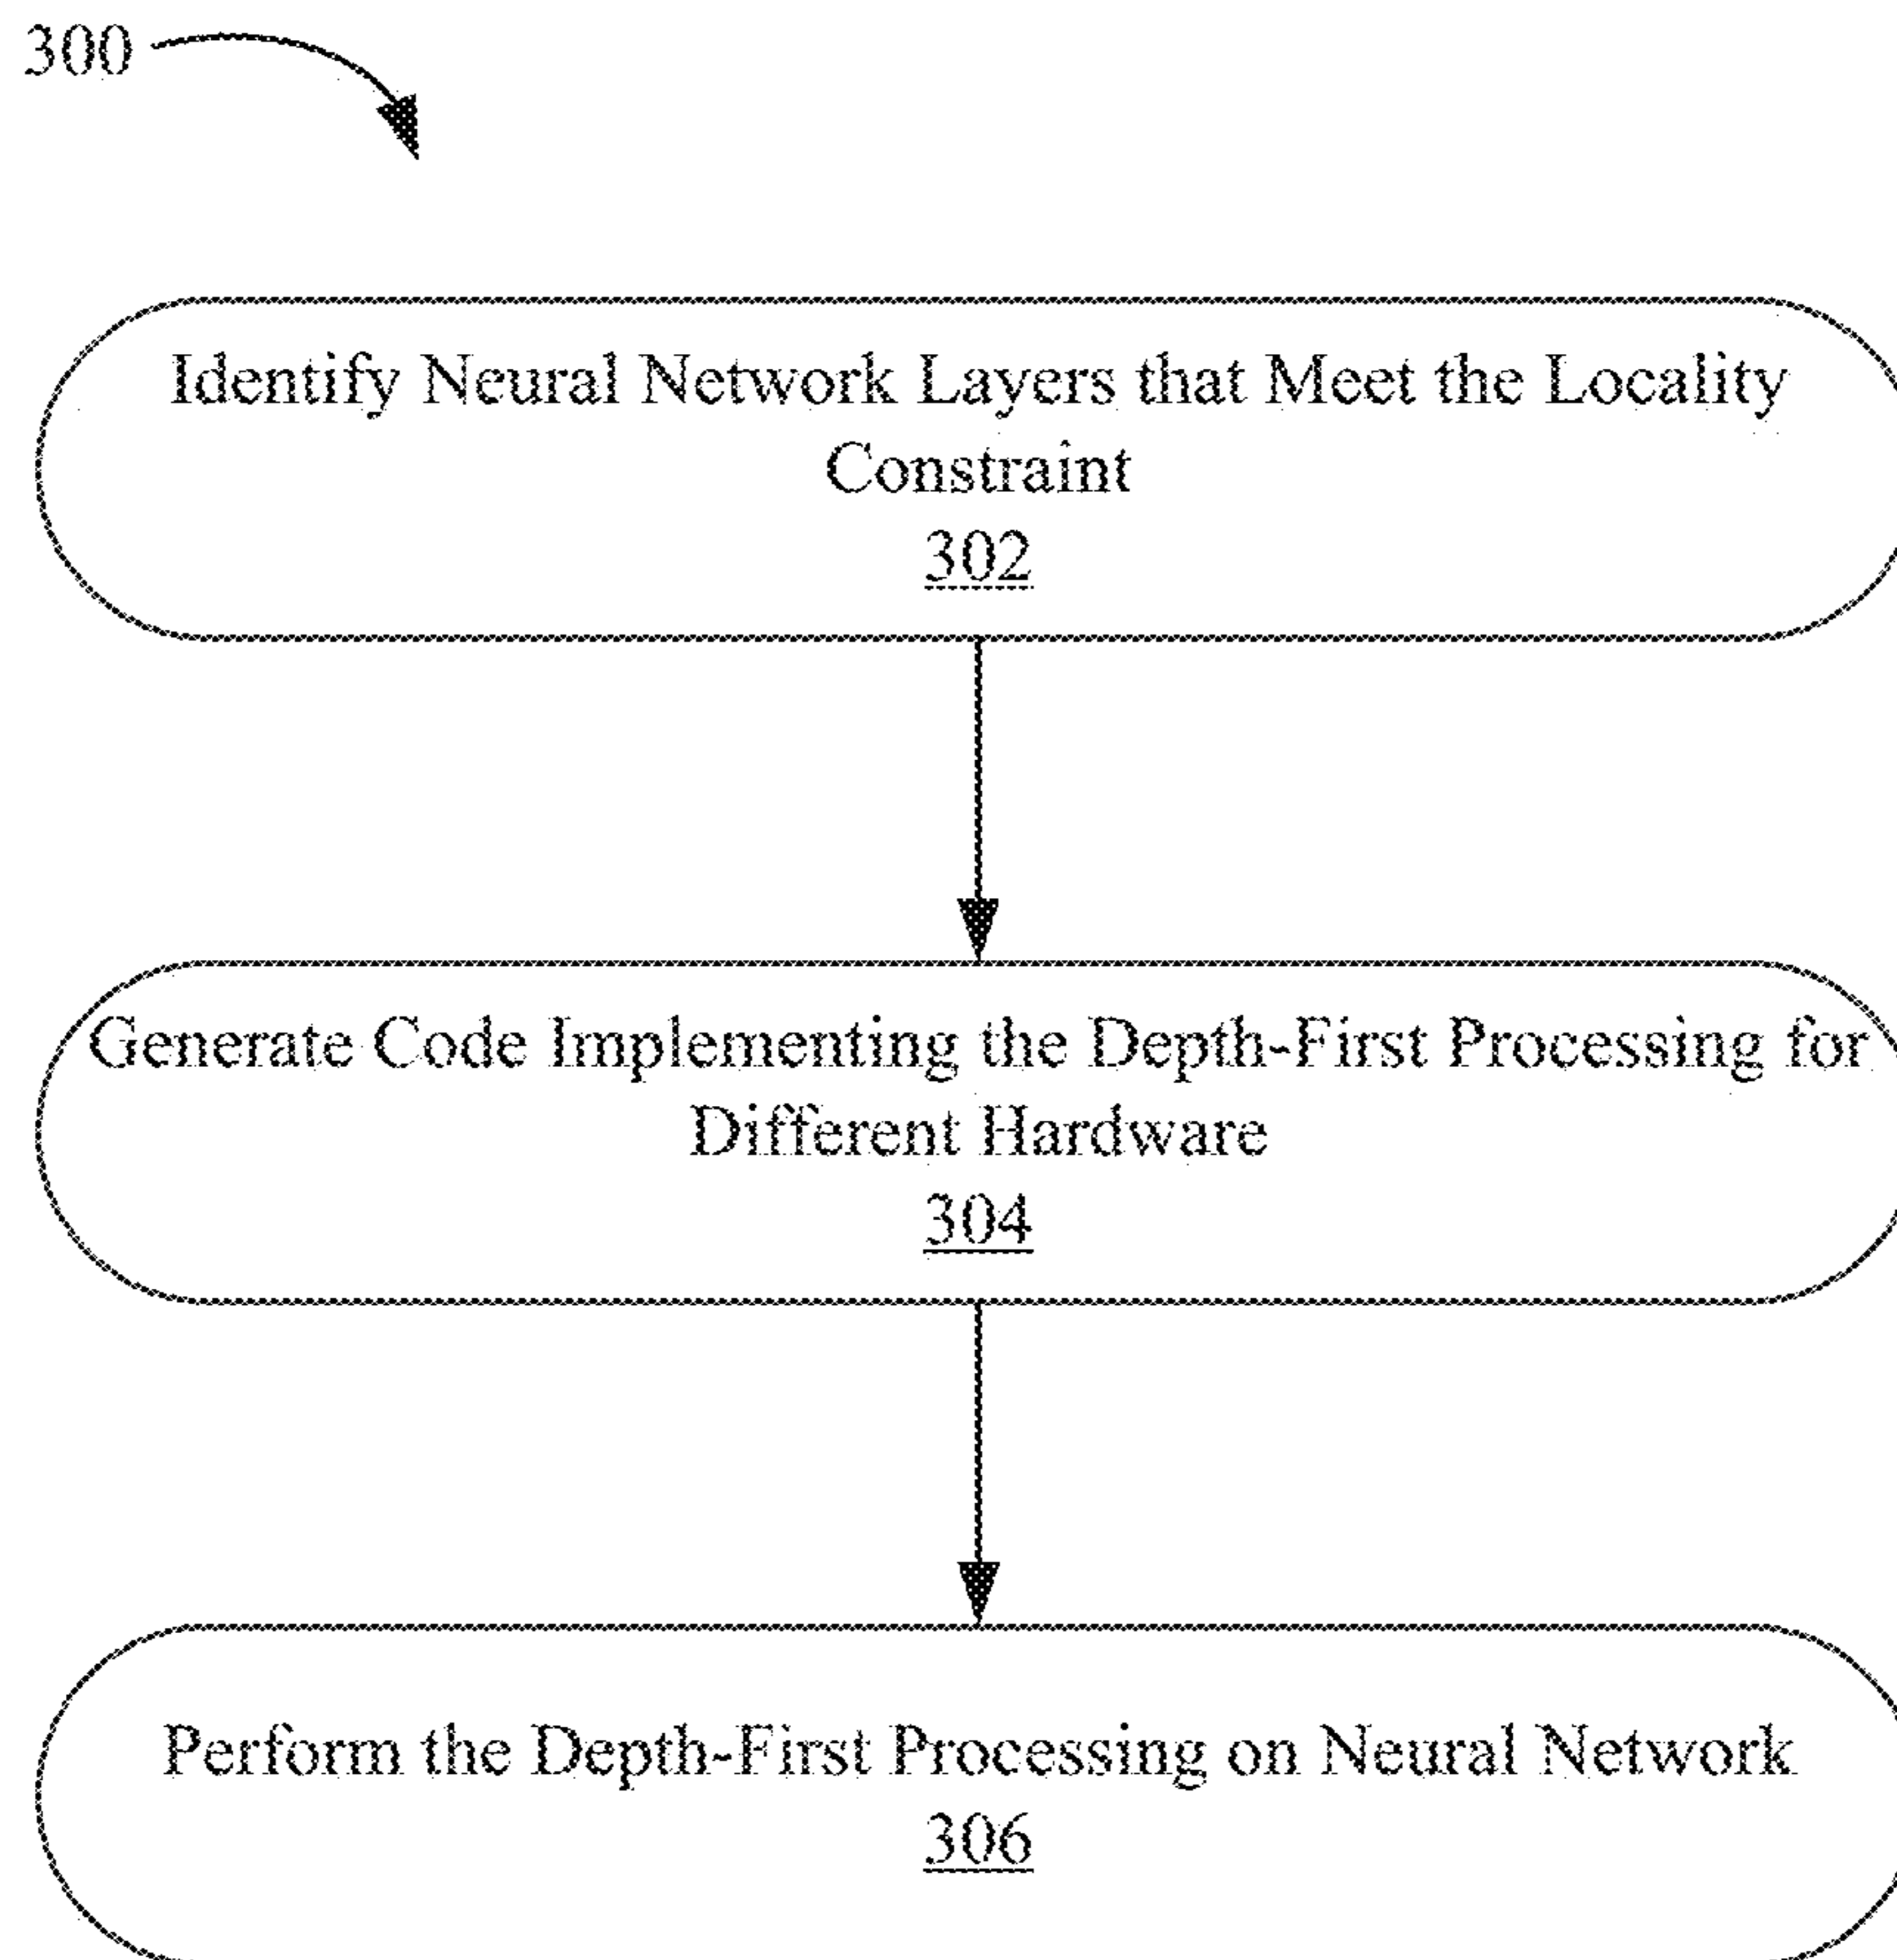 300
Identify Neural Network Layers that Meet the Locality
Constraint
302
Generate Code Implementing the Depth-First Processing for
Different Hardware
304
Perform the Depth-First Processing on Neural Network
306